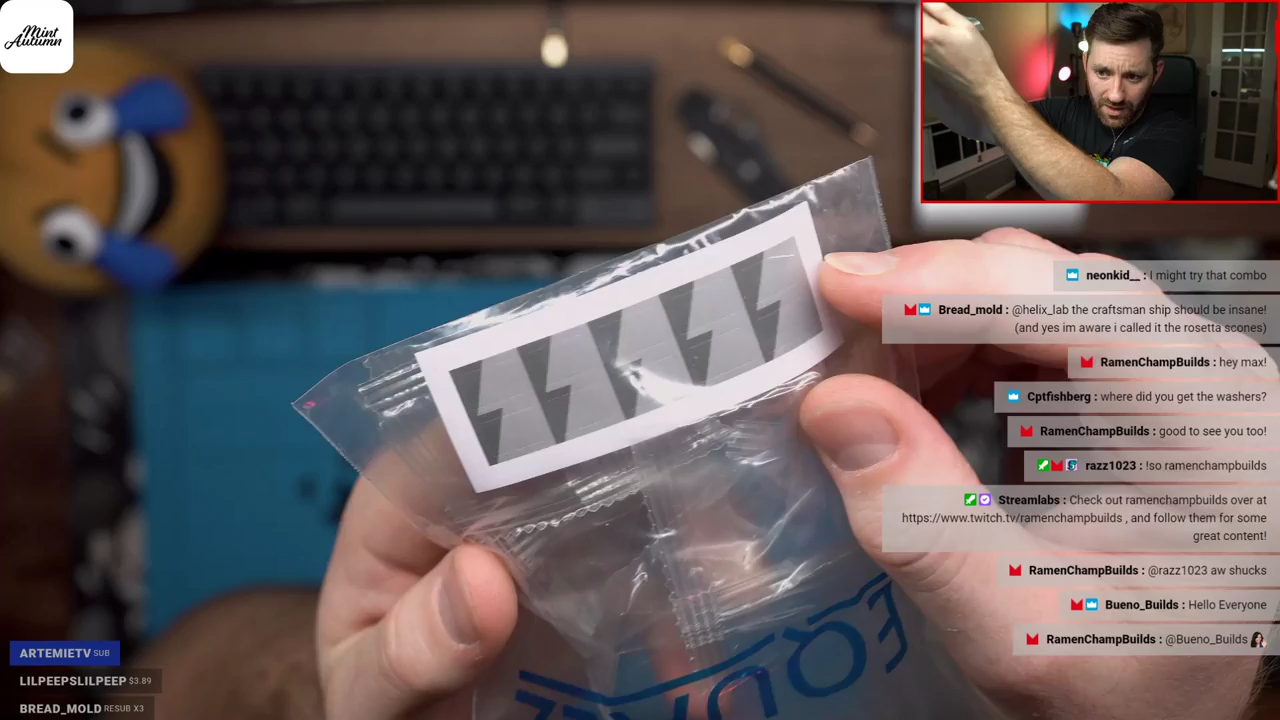 Mint
Autumn
neonkid__ : I might try that combo
Bread_mold : @helix_lab the craftsman ship should be insane!
(and yes im aware i called it the rosetta scones)
RamenChampBuilds : hey max!
Cptfishberg : where did you get the washers?
RamenChampBuilds : good to see you too!
razz1023 : !so ramenchampbuilds
Streamlabs : Check out ramenchampbuilds over at
https://www.twitch.tv/ramenchampbuilds , and follow them for some
great content!
RamenChampBuilds : @razz1023 aw shucks
Bueno_Builds : Hello Everyone
RamenChampBuilds : @Bueno_Builds
ARTEMIETV SUB
LILPEEPSLILPEEP $3.89
BREAD_MOLD RESUB X3